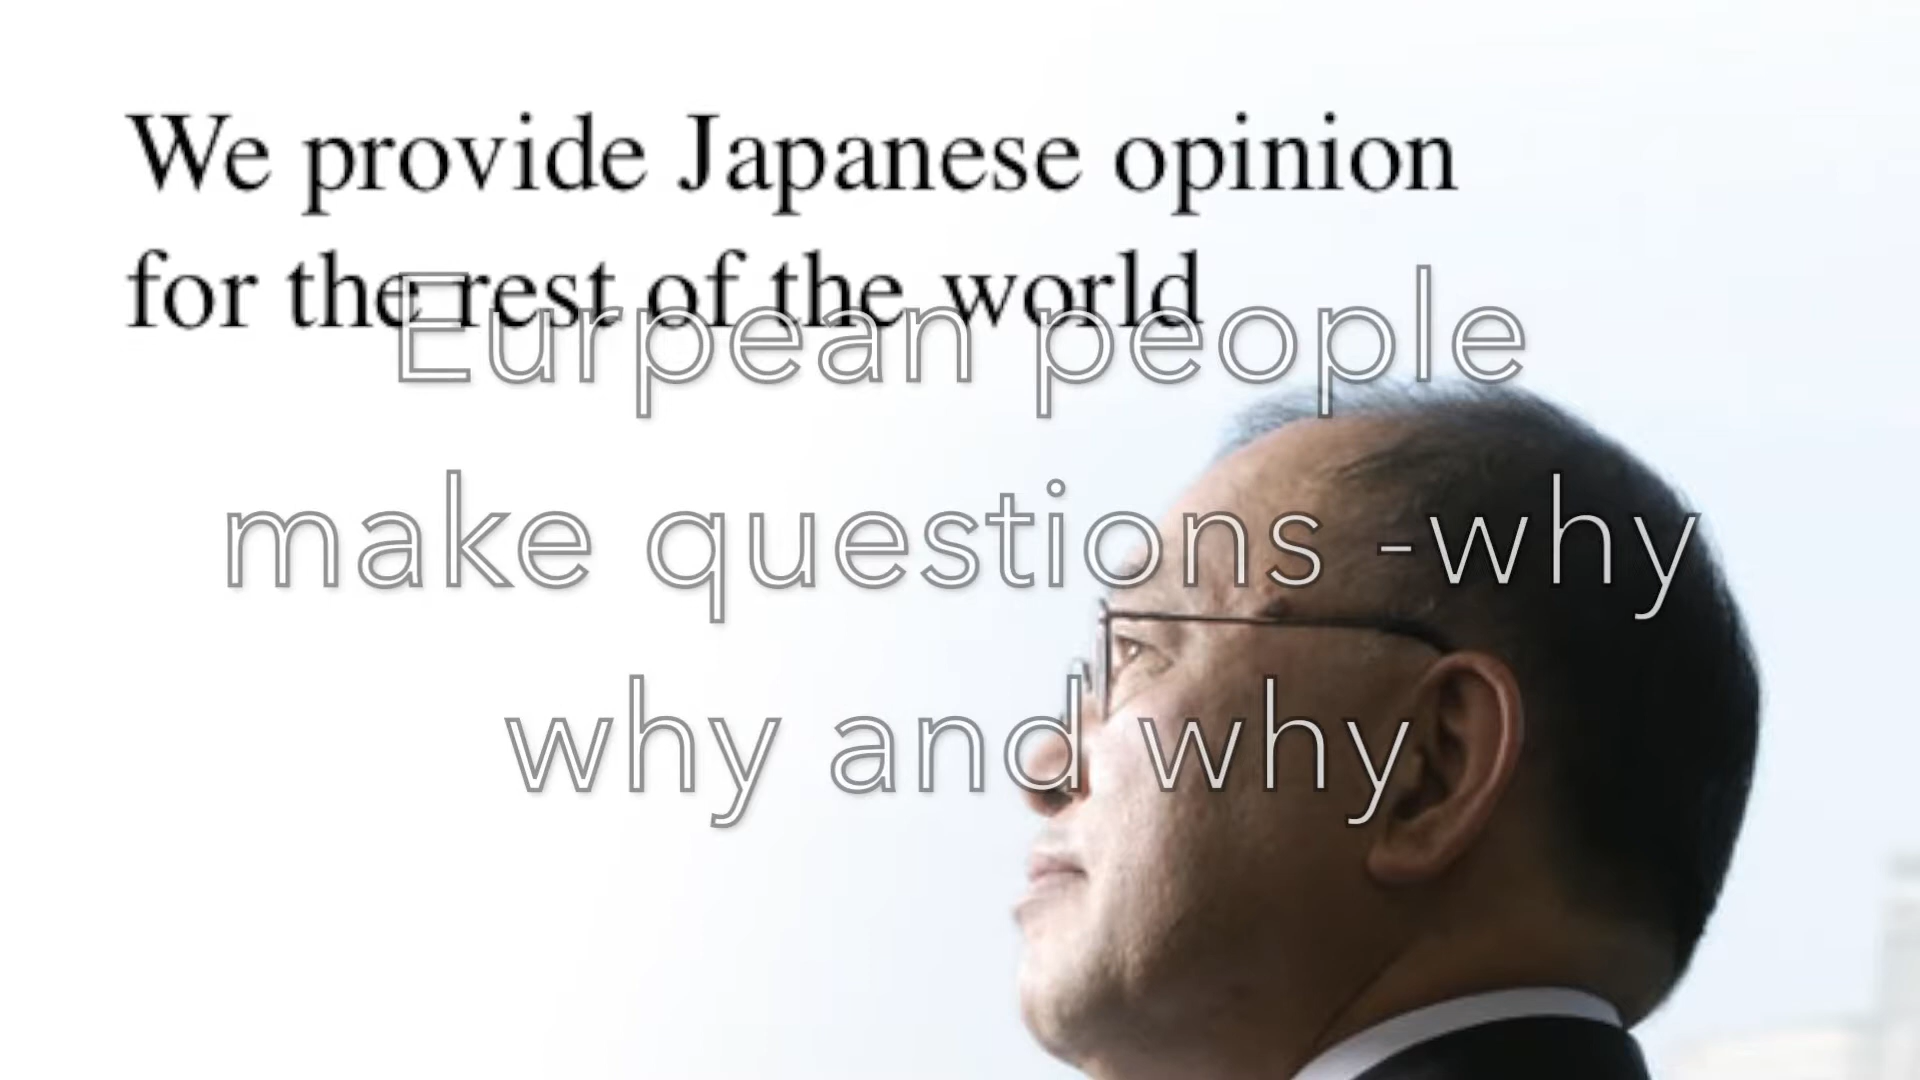 We provide Japanese opinion
for the rest of the world
Eurpean people
make questions -why
why and why